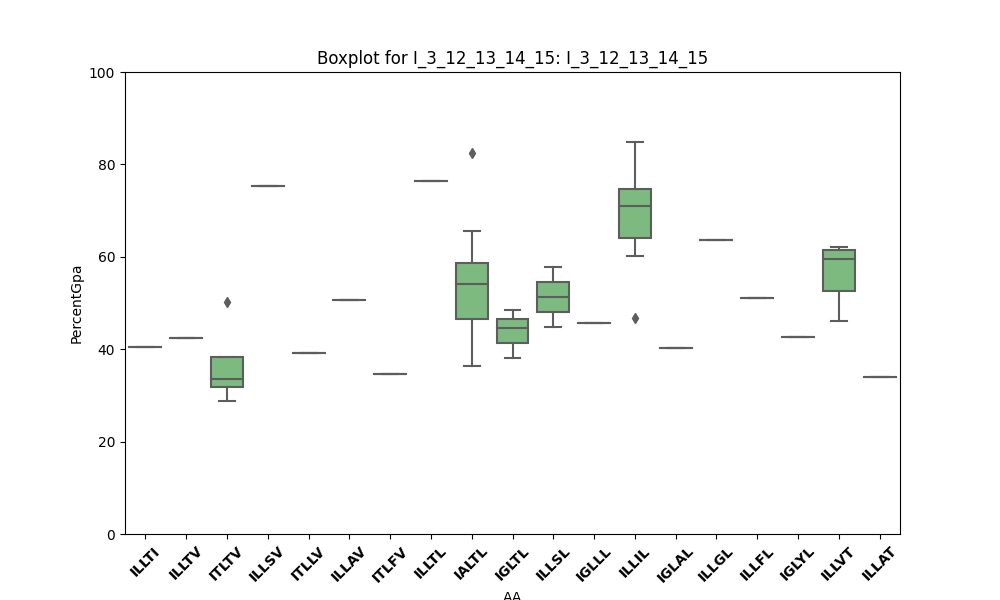 Boxplot for I_3_12_13_14_15: I_3_12_13_14_15
100
80
60
40
20
0
PercentGpa
ILLTI
ILLTV
ITLTV
ILLSV
ITLLV
ILLAV
ITLFV
ILLTL
IALTL
IGLTL
ILLSL
IGLLL
ILLIL
IGLAL
ILLGL
ILLFL
IGLYL
ILLVT
ILLAT
AA